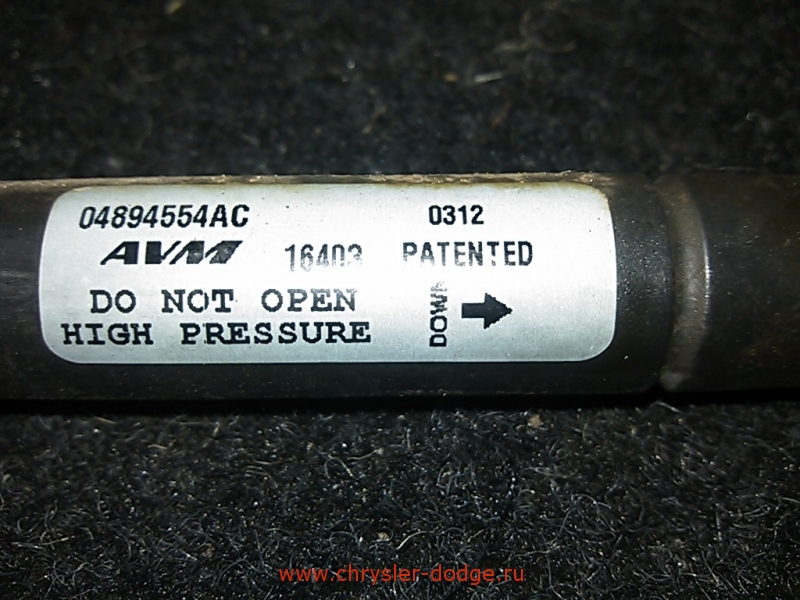 04894554AC 0312
AVM 16403 PATENTED
DO NOT OPEN
HIGH PRESSURE
DOWN
www.chrysler-dodge.ru